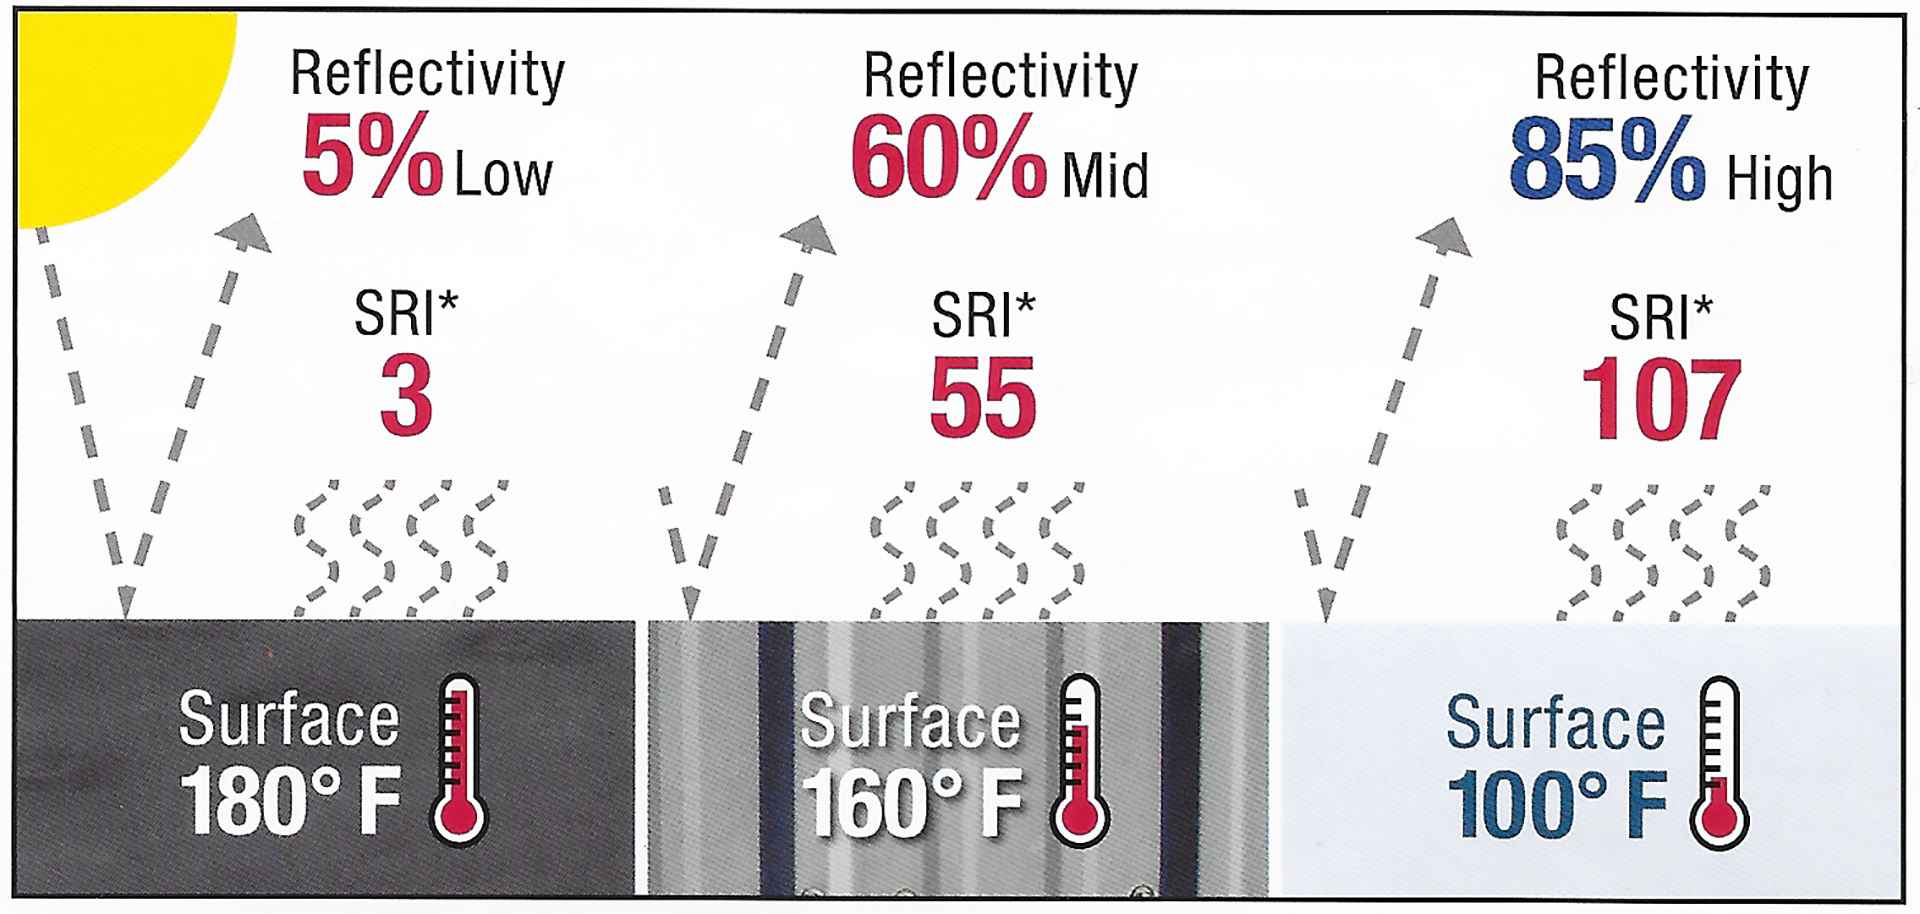 Reflectivity
5% Low
SRI*
3
Surface
180° F
Reflectivity
60% Mid
SRI*
55
Surface
160° F
Reflectivity
85% High
SRI*
107
Surface
100° F